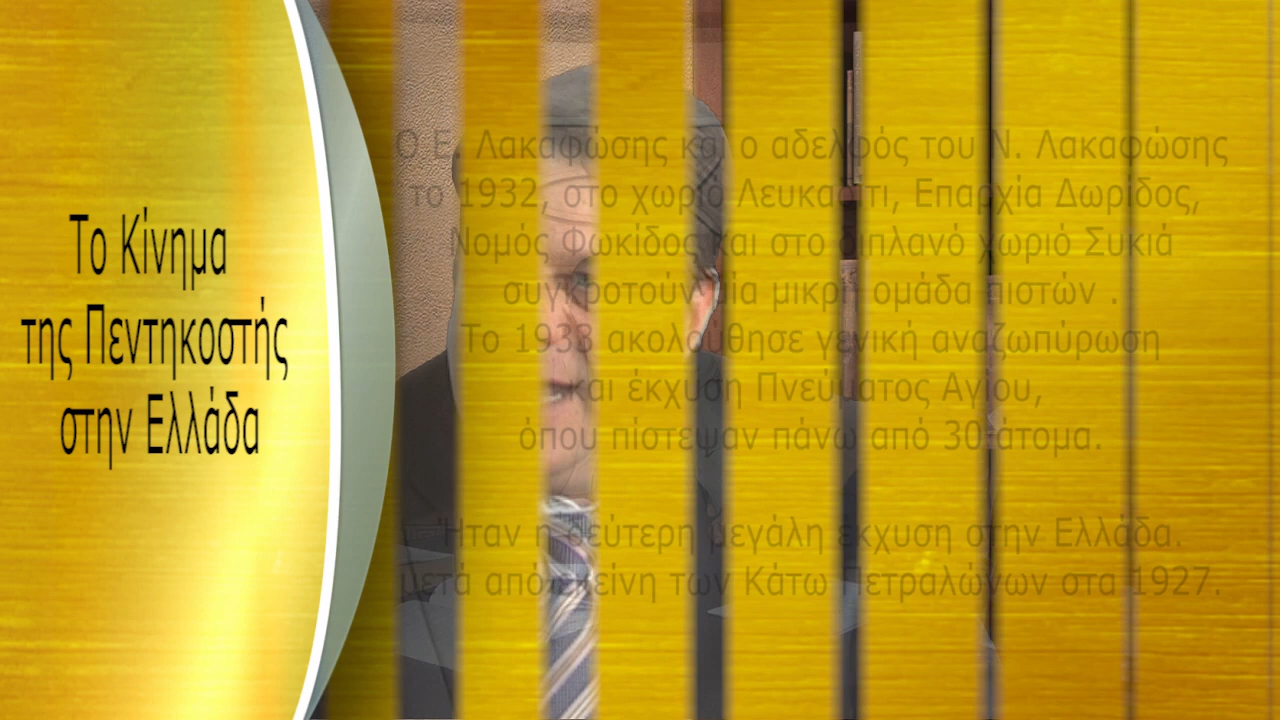 Το Κίνημα
της Πεντηκοστής
στην Ελλάδα
Ο Ε. Λακαφώσης και ο αδελφός του Ν. Λακαφώσης
το 1932, στο χωριό Λευκαδίτι, Επαρχία Δωρίδος,
Νομός Φωκίδος και στο διπλανό χωριό Συκιά
συγκροτούν μία μικρή ομάδα πιστών .
Το 1933 ακολούθησε γενική αναζωπύρωση
και έκχυση Πνεύματος Αγίου,
όπου πίστεψαν πάνω από 30 άτομα.
Ήταν η δεύτερη μεγάλη έκχυση στην Ελλάδα.
μετά από εκείνη των Κάτω Πετραλώνων στα 1927.